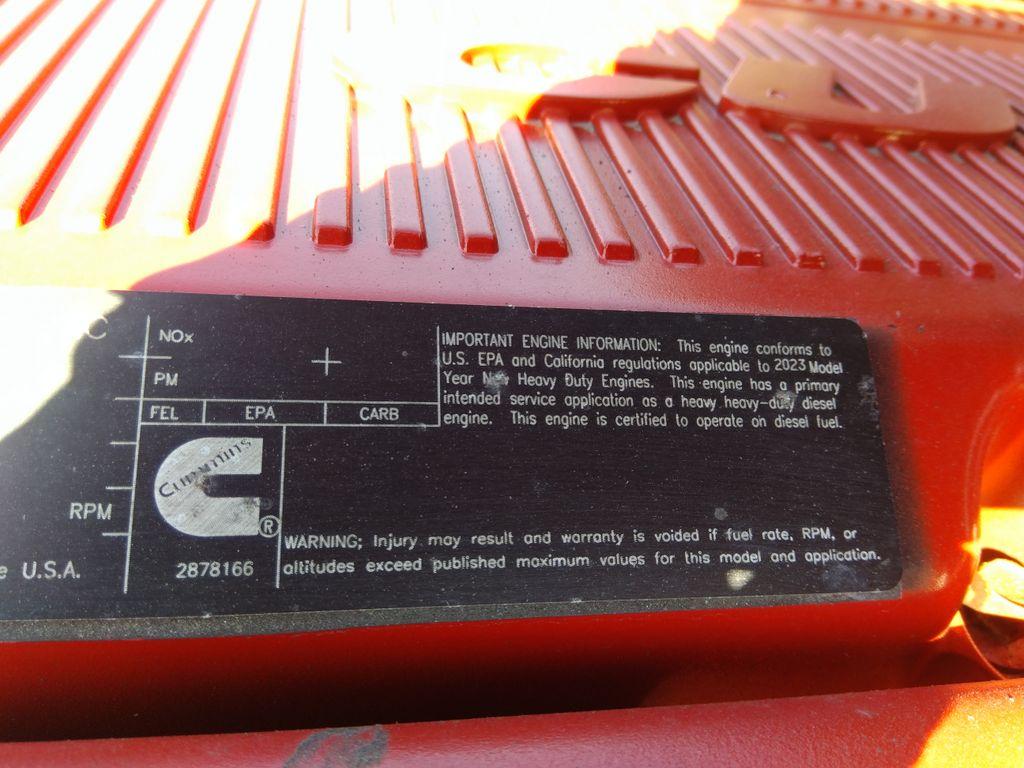 C
NOx
PM
FEL EPA CARB
IMPORTANT ENGINE INFORMATION: This engine conforms to
U.S. EPA and California regulations applicable to 2023 Model
Year New Heavy Duty Engines. This engine has a primary
intended service application as a heavy heavy-duty diesel
engine. This engine is certified to operate on diesel fuel.
Cummins
®
RPM
WARNING; Injury may result and warranty is voided if fuel rate, RPM, or
altitudes exceed published maximum values for this model and application.
U.S.A.
2878166